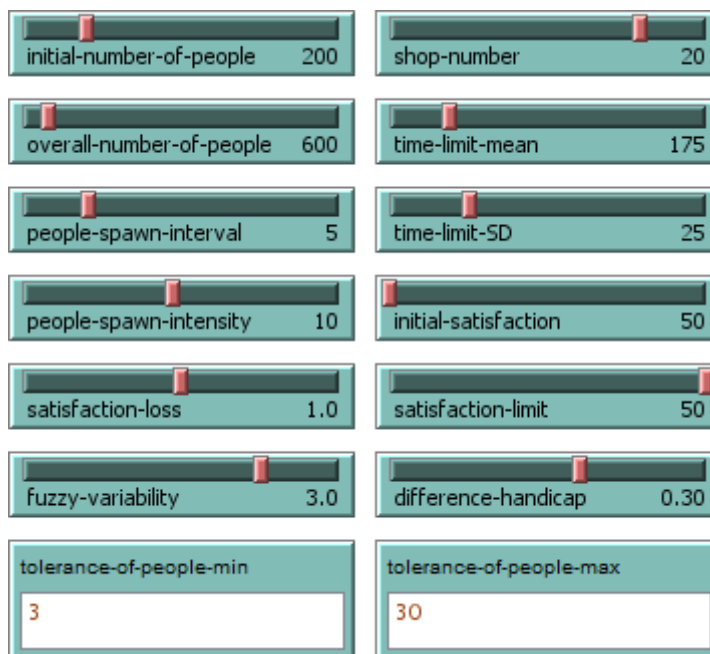 initial-number-of-people 200
shop-number 20
overall-number-of-people 600
time-limit-mean 175
people-spawn-interval 5
time-limit-SD 25
people-spawn-intensity 10
initial-satisfaction 50
satisfaction-loss 1.0
satisfaction-limit 50
fuzzy-variability 3.0
difference-handicap 0.30
tolerance-of-people-min
3
tolerance-of-people-max
30